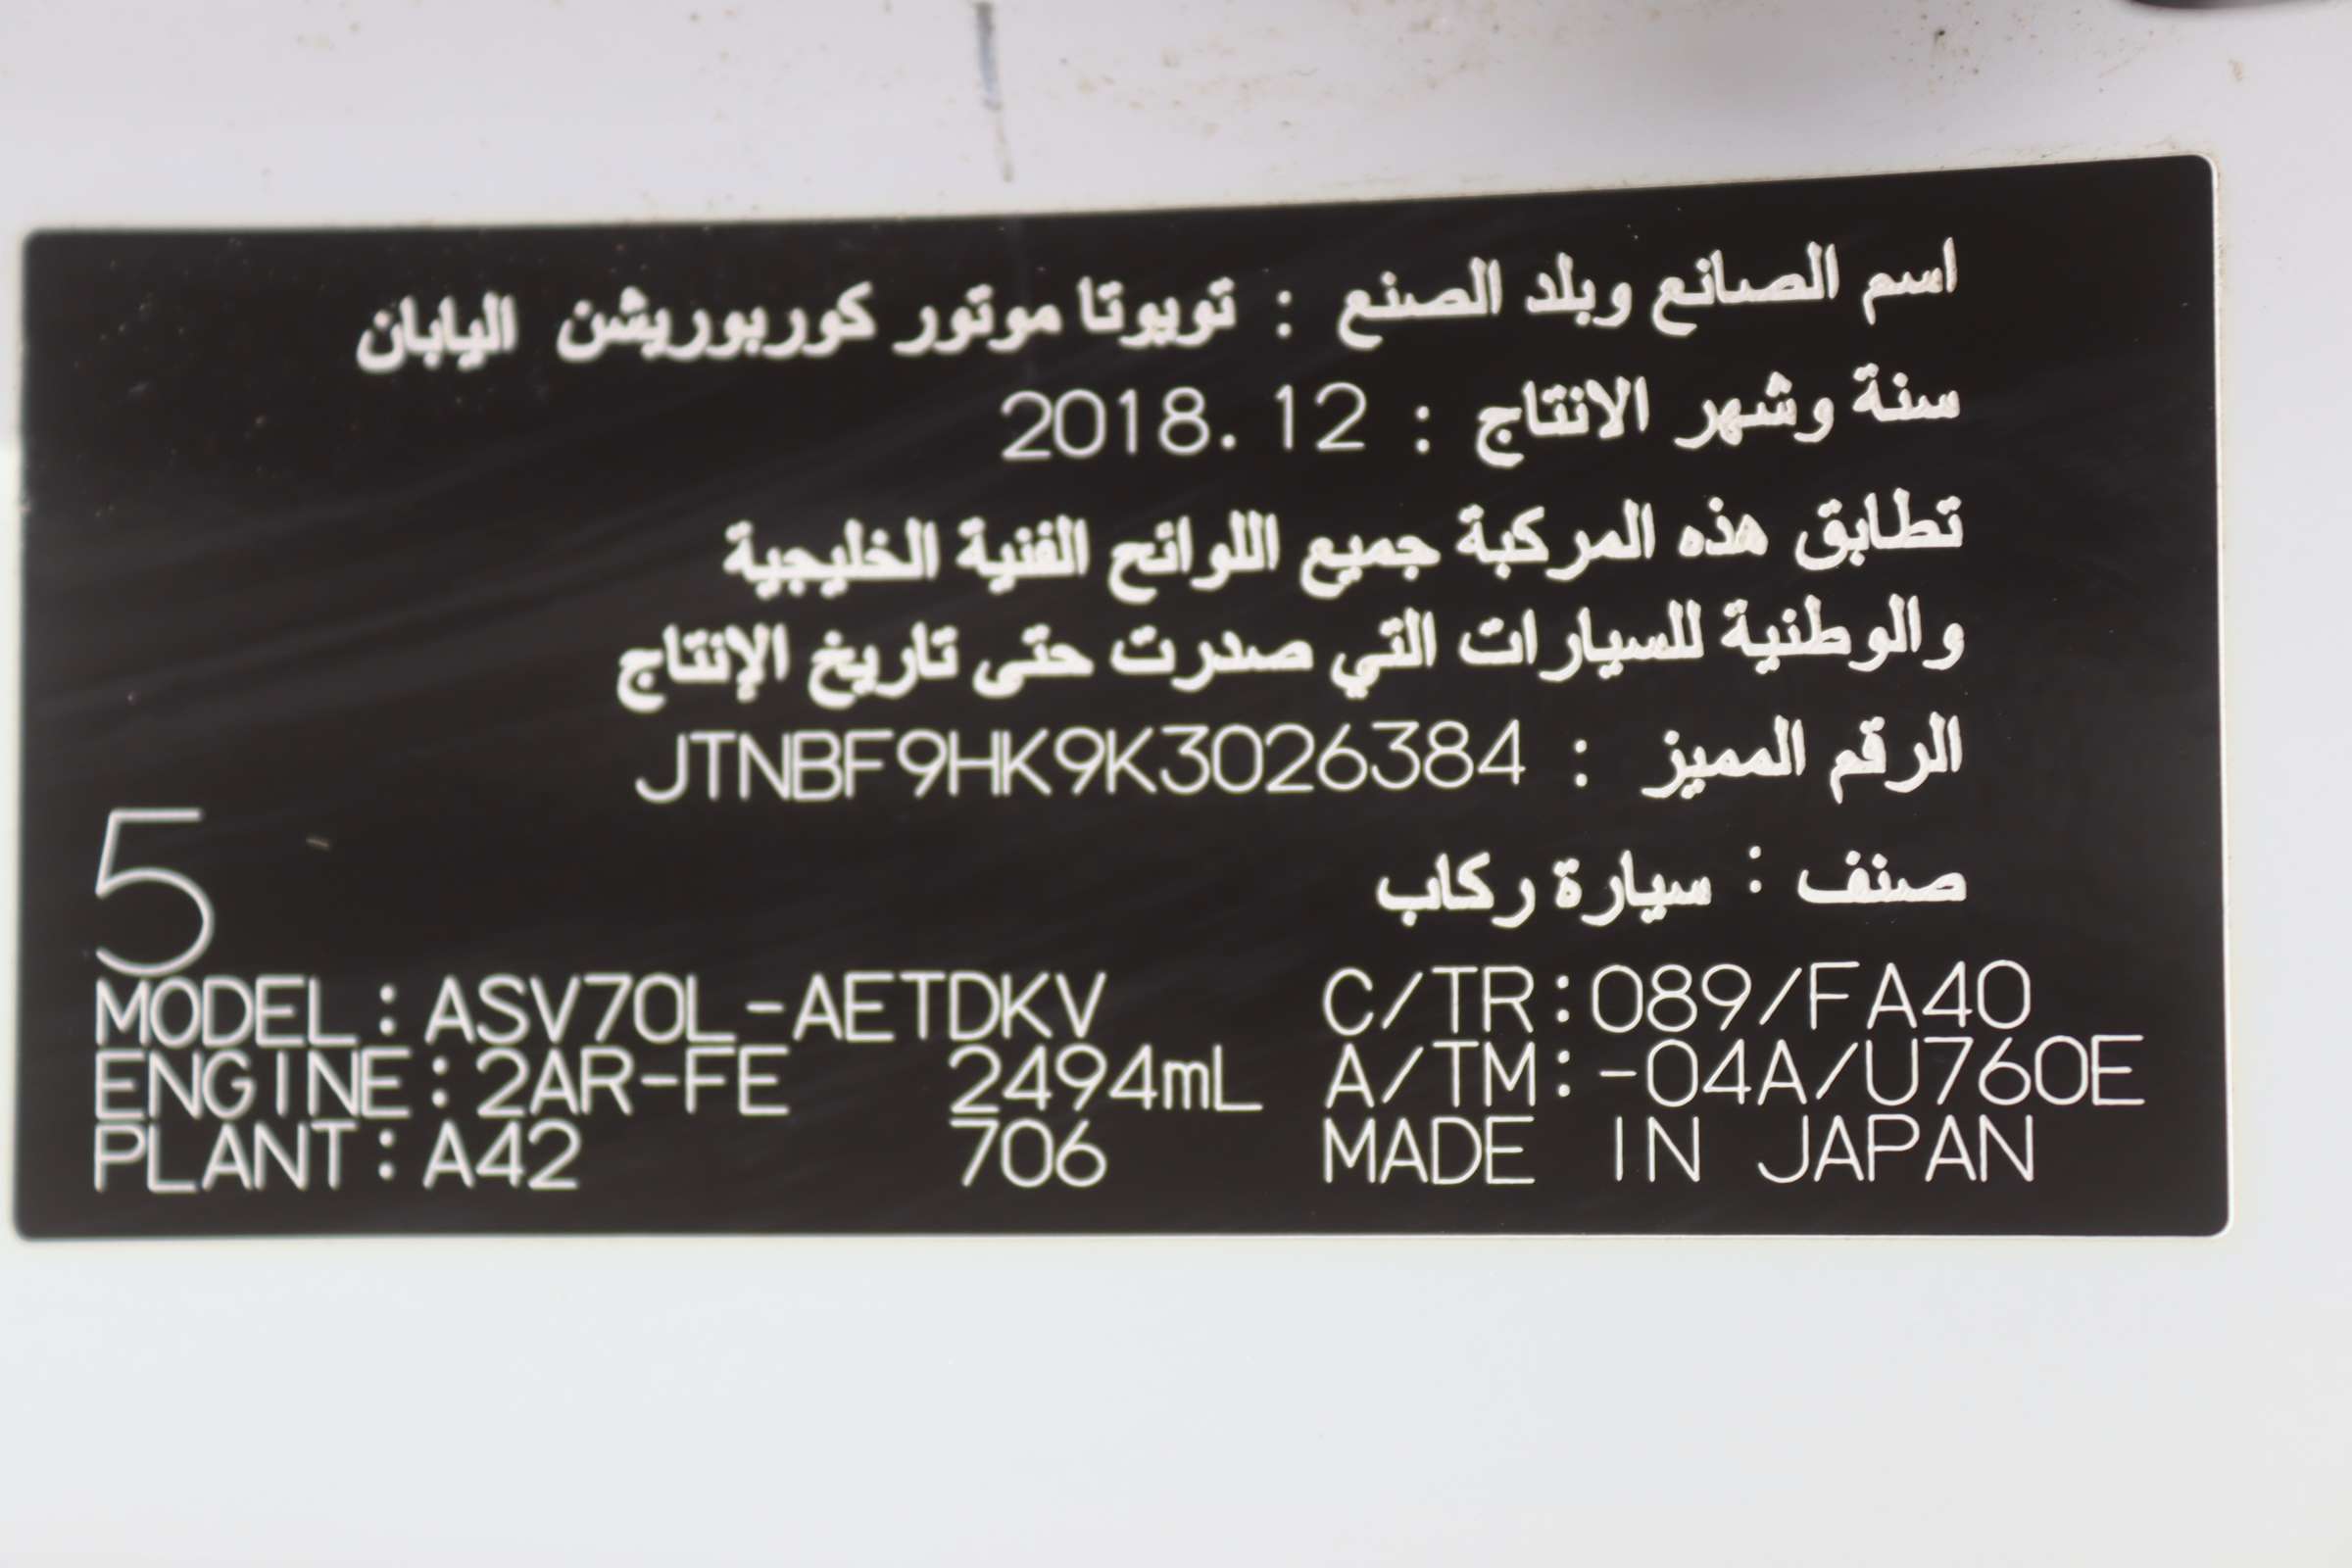 اسم الصانع وبلد الصنع : تويوتا موتور كوربوريشن اليابان
سنة وشهر الانتاج : 2018.12
تطابق هذه المركبة جميع اللوائح الفنية الخليجية
والوطنية للسيارات التي صدرت حتى تاريخ الإنتاج
الرقم المميز : JTNBF9HK9K3026384
صنف : سيارة ركاب
5
MODEL:ASV70L-AETDKV C/TR:089/FA40
ENGINE:2AR-FE 2494mL A/TM:-04A/U760E
PLANT:A42 706 MADE IN JAPAN